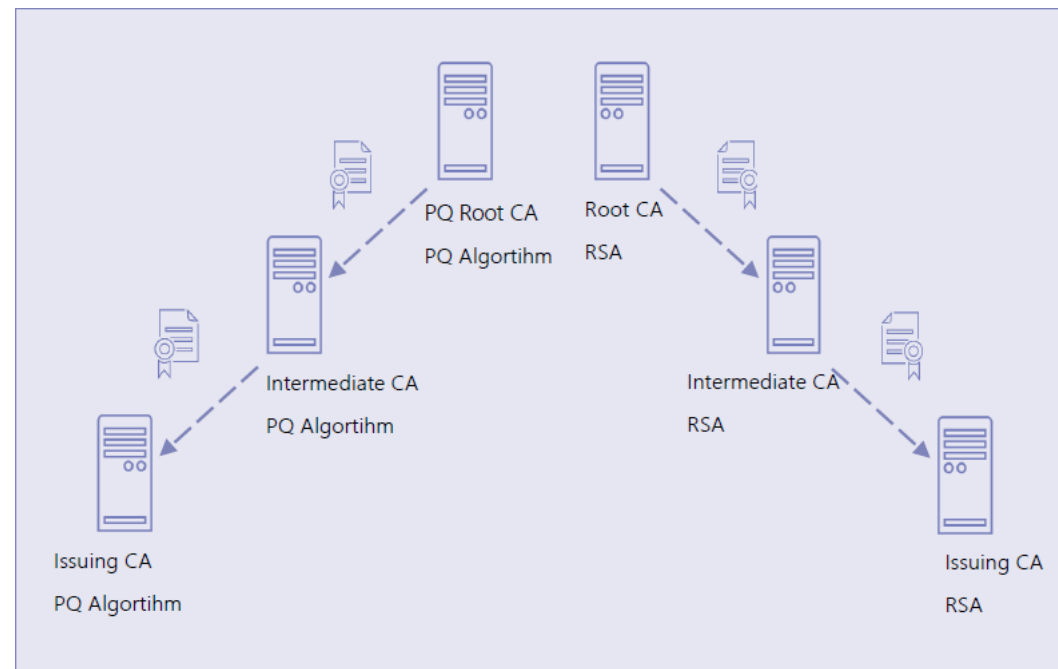 PQ Root CA
PQ Algortihm
Root CA
RSA
Intermediate CA
PQ Algortihm
Intermediate CA
RSA
Issuing CA
PQ Algortihm
Issuing CA
RSA